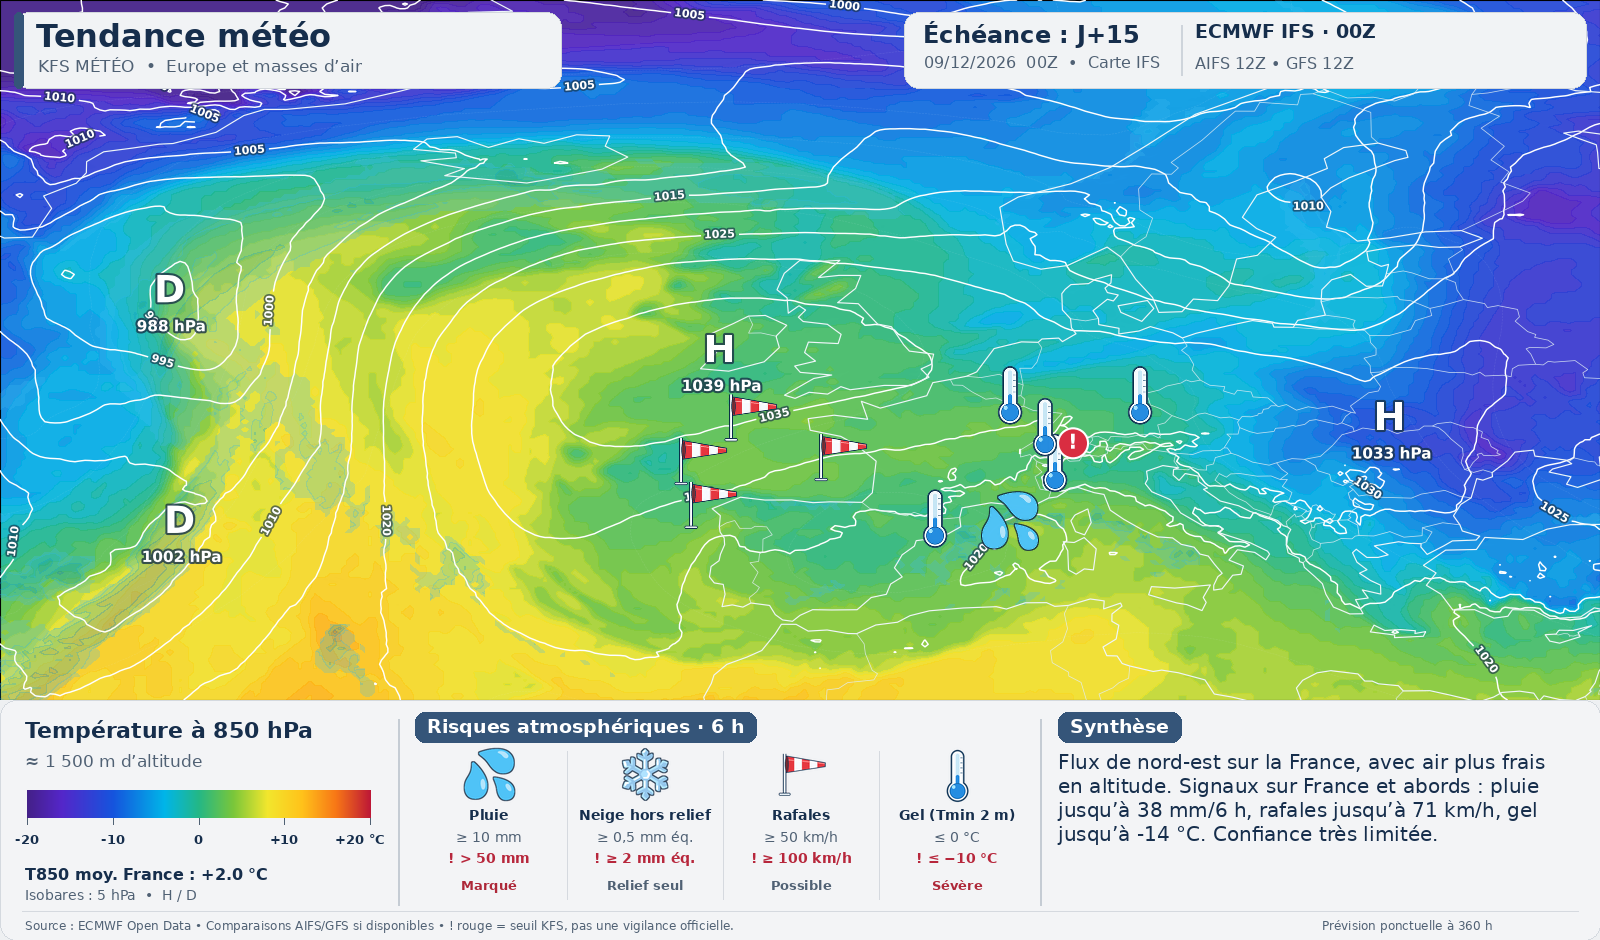 Tendance météo
KFS MÉTÉO • Europe et masses d’air
Échéance : J+15
09/12/2026 00Z • Carte IFS
ECMWF IFS · 00Z
AIFS 12Z • GFS 12Z
1005
1000
1005
1010
1005
1010
1005
1015
1025
1010
D
988 hPa
1000
995
H
1039 hPa
1035
H
1033 hPa
1030
1025
D
1002 hPa
1010
1010
1020
1020
1020
!
Température à 850 hPa
≈ 1 500 m d’altitude
-20 -10 0 +10 +20 °C
T850 moy. France : +2.0 °C
Isobares : 5 hPa • H / D
Risques atmosphériques · 6 h
Pluie
≥ 10 mm
! > 50 mm
Marqué
Neige hors relief
≥ 0,5 mm éq.
! ≥ 2 mm éq.
Relief seul
Rafales
≥ 50 km/h
! ≥ 100 km/h
Possible
Gel (Tmin 2 m)
≤ 0 °C
! ≤ −10 °C
Sévère
Synthèse
Flux de nord-est sur la France, avec air plus frais
en altitude. Signaux sur France et abords : pluie
jusqu’à 38 mm/6 h, rafales jusqu’à 71 km/h, gel
jusqu’à -14 °C. Confiance très limitée.
Source : ECMWF Open Data • Comparaisons AIFS/GFS si disponibles • ! rouge = seuil KFS, pas une vigilance officielle.
Prévision ponctuelle à 360 h